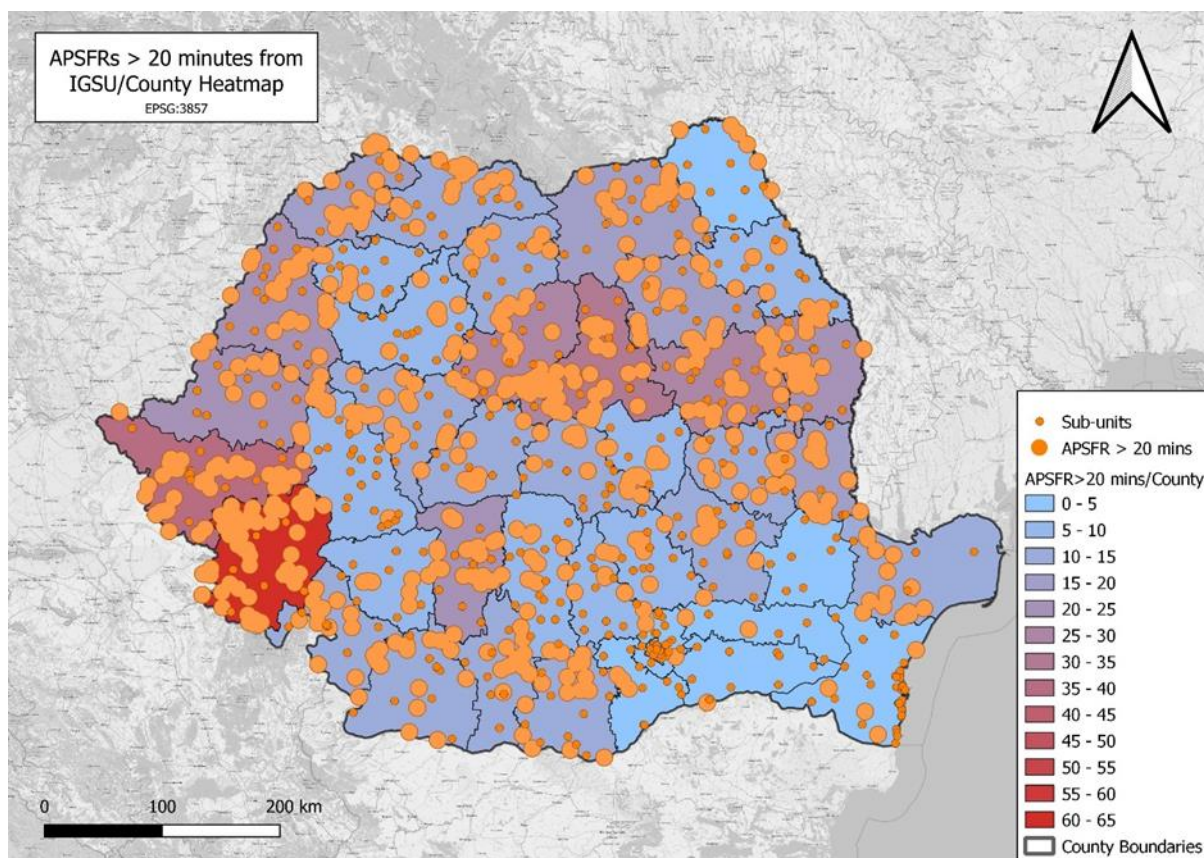 APSFRs > 20 minutes from
IGSU/County Heatmap
EPSG:3857
Sub-units
APSFR > 20 mins
APSFR>20 mins/County
0 - 5
5 - 10
10 - 15
15 - 20
20 - 25
25 - 30
30 - 35
35 - 40
40 - 45
45 - 50
50 - 55
55 - 60
60 - 65
County Boundaries
0 100 200 km